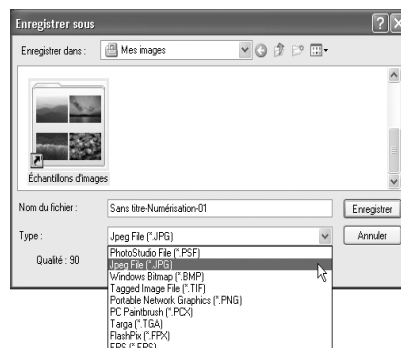 Enregistrer sous
Enregistrer dans :
Mes images
Échantillons d'images
Nom du fichier :
Sans titre-Numérisation-01
Enregistrer
Type :
Jpeg File (*.JPG)
Annuler
Qualité : 90
PhotoStudio File (*.PSF)
Jpeg File (*.JPG)
Windows Bitmap (*.BMP)
Tagged Image File (*.TIF)
Portable Network Graphics (*.PNG)
PC Paintbrush (*.PCX)
Targa (*.TGA)
FlashPix (*.FPX)
EPS (*.EPS)